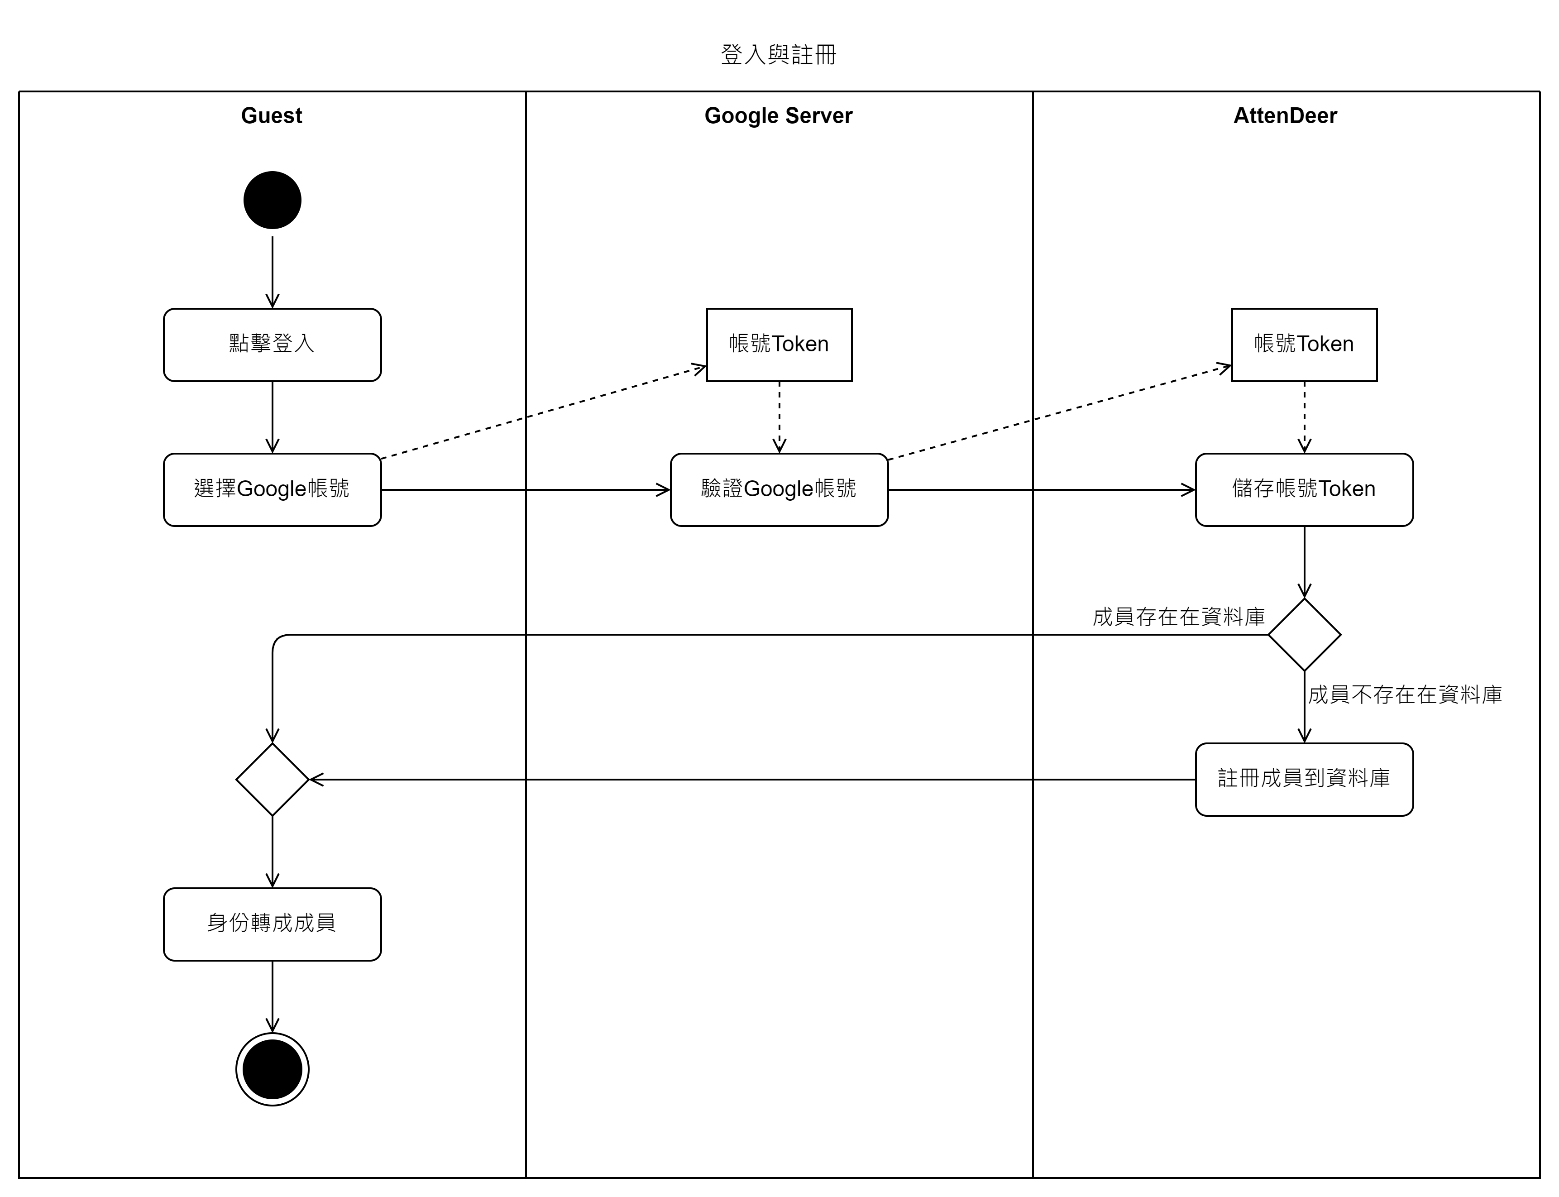 登入與註冊
Guest
Google Server
AttenDeer
點擊登入
帳號Token
帳號Token
選擇Google帳號
驗證Google帳號
儲存帳號Token
成員存在在資料庫
成員不存在在資料庫
註冊成員到資料庫
身份轉成成員